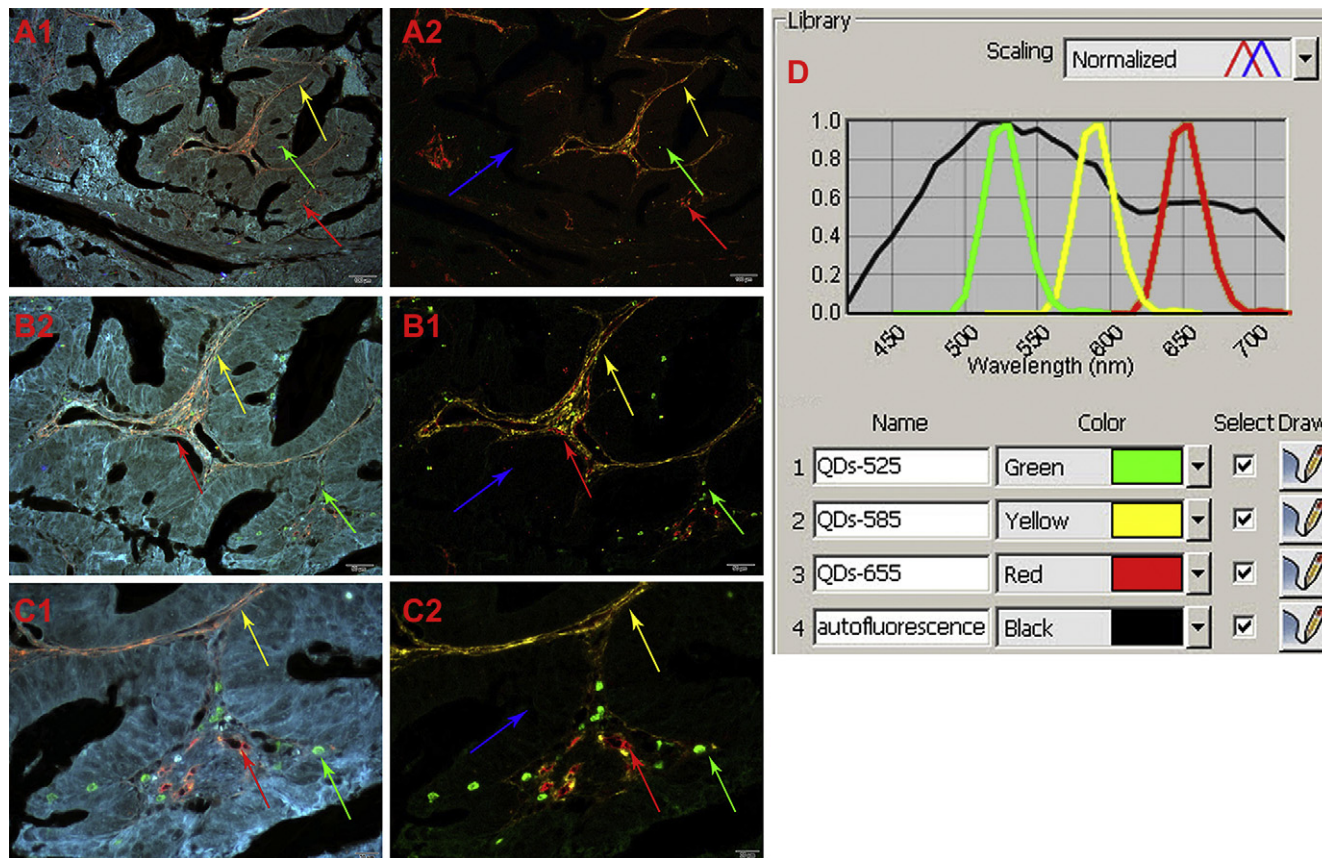 A1
A2
B2
B1
C1
C2
D
Library
Scaling Normalized
1.0
0.8
0.6
0.4
0.2
0.0
450 500 550 600 650 700
Wavelength (nm)
Name Color Select Draw
1 QDs-525 Green
2 QDs-585 Yellow
3 QDs-655 Red
4 autofluorescence Black